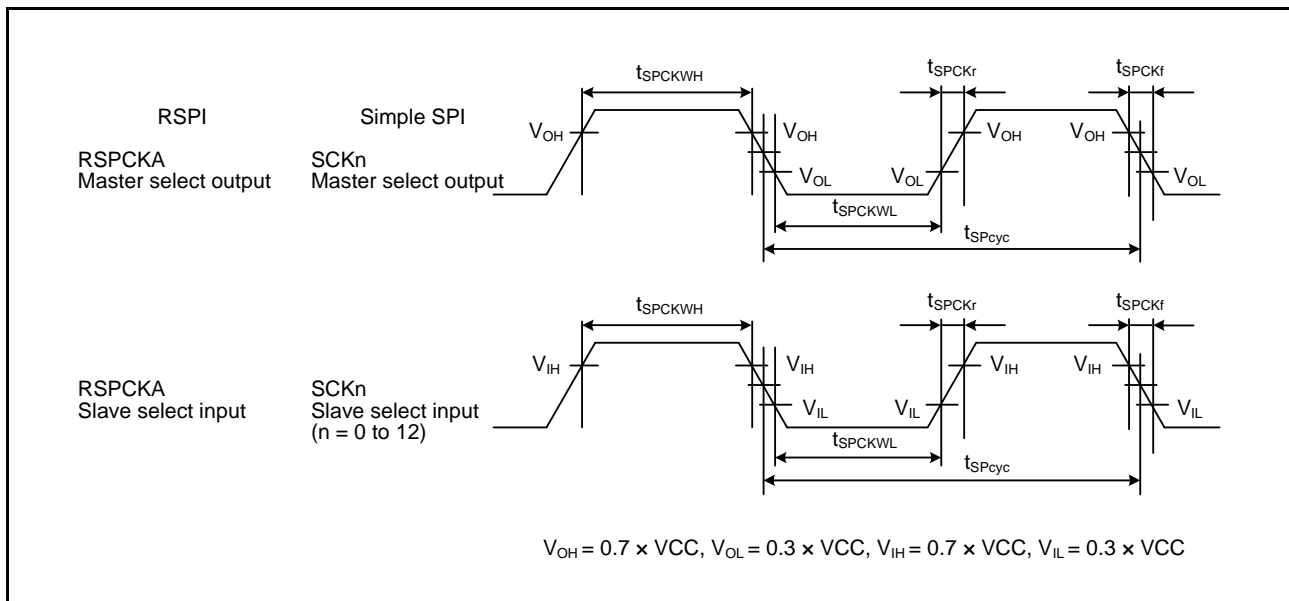 tSPCKWH
tSPCKr
tSPCKf
RSPI
Simple SPI
VOH
VOH
VOH
VOH
RSPCKA
Master select output
SCKn
Master select output
VOL
VOL
VOL
tSPCKWL
tSPcyc
tSPCKWH
tSPCKr
tSPCKf
VIH
VIH
VIH
VIH
RSPCKA
Slave select input
SCKn
Slave select input
(n = 0 to 12)
VIL
VIL
VIL
tSPCKWL
tSPcyc
VOH = 0.7 × VCC, VOL = 0.3 × VCC, VIH = 0.7 × VCC, VIL = 0.3 × VCC